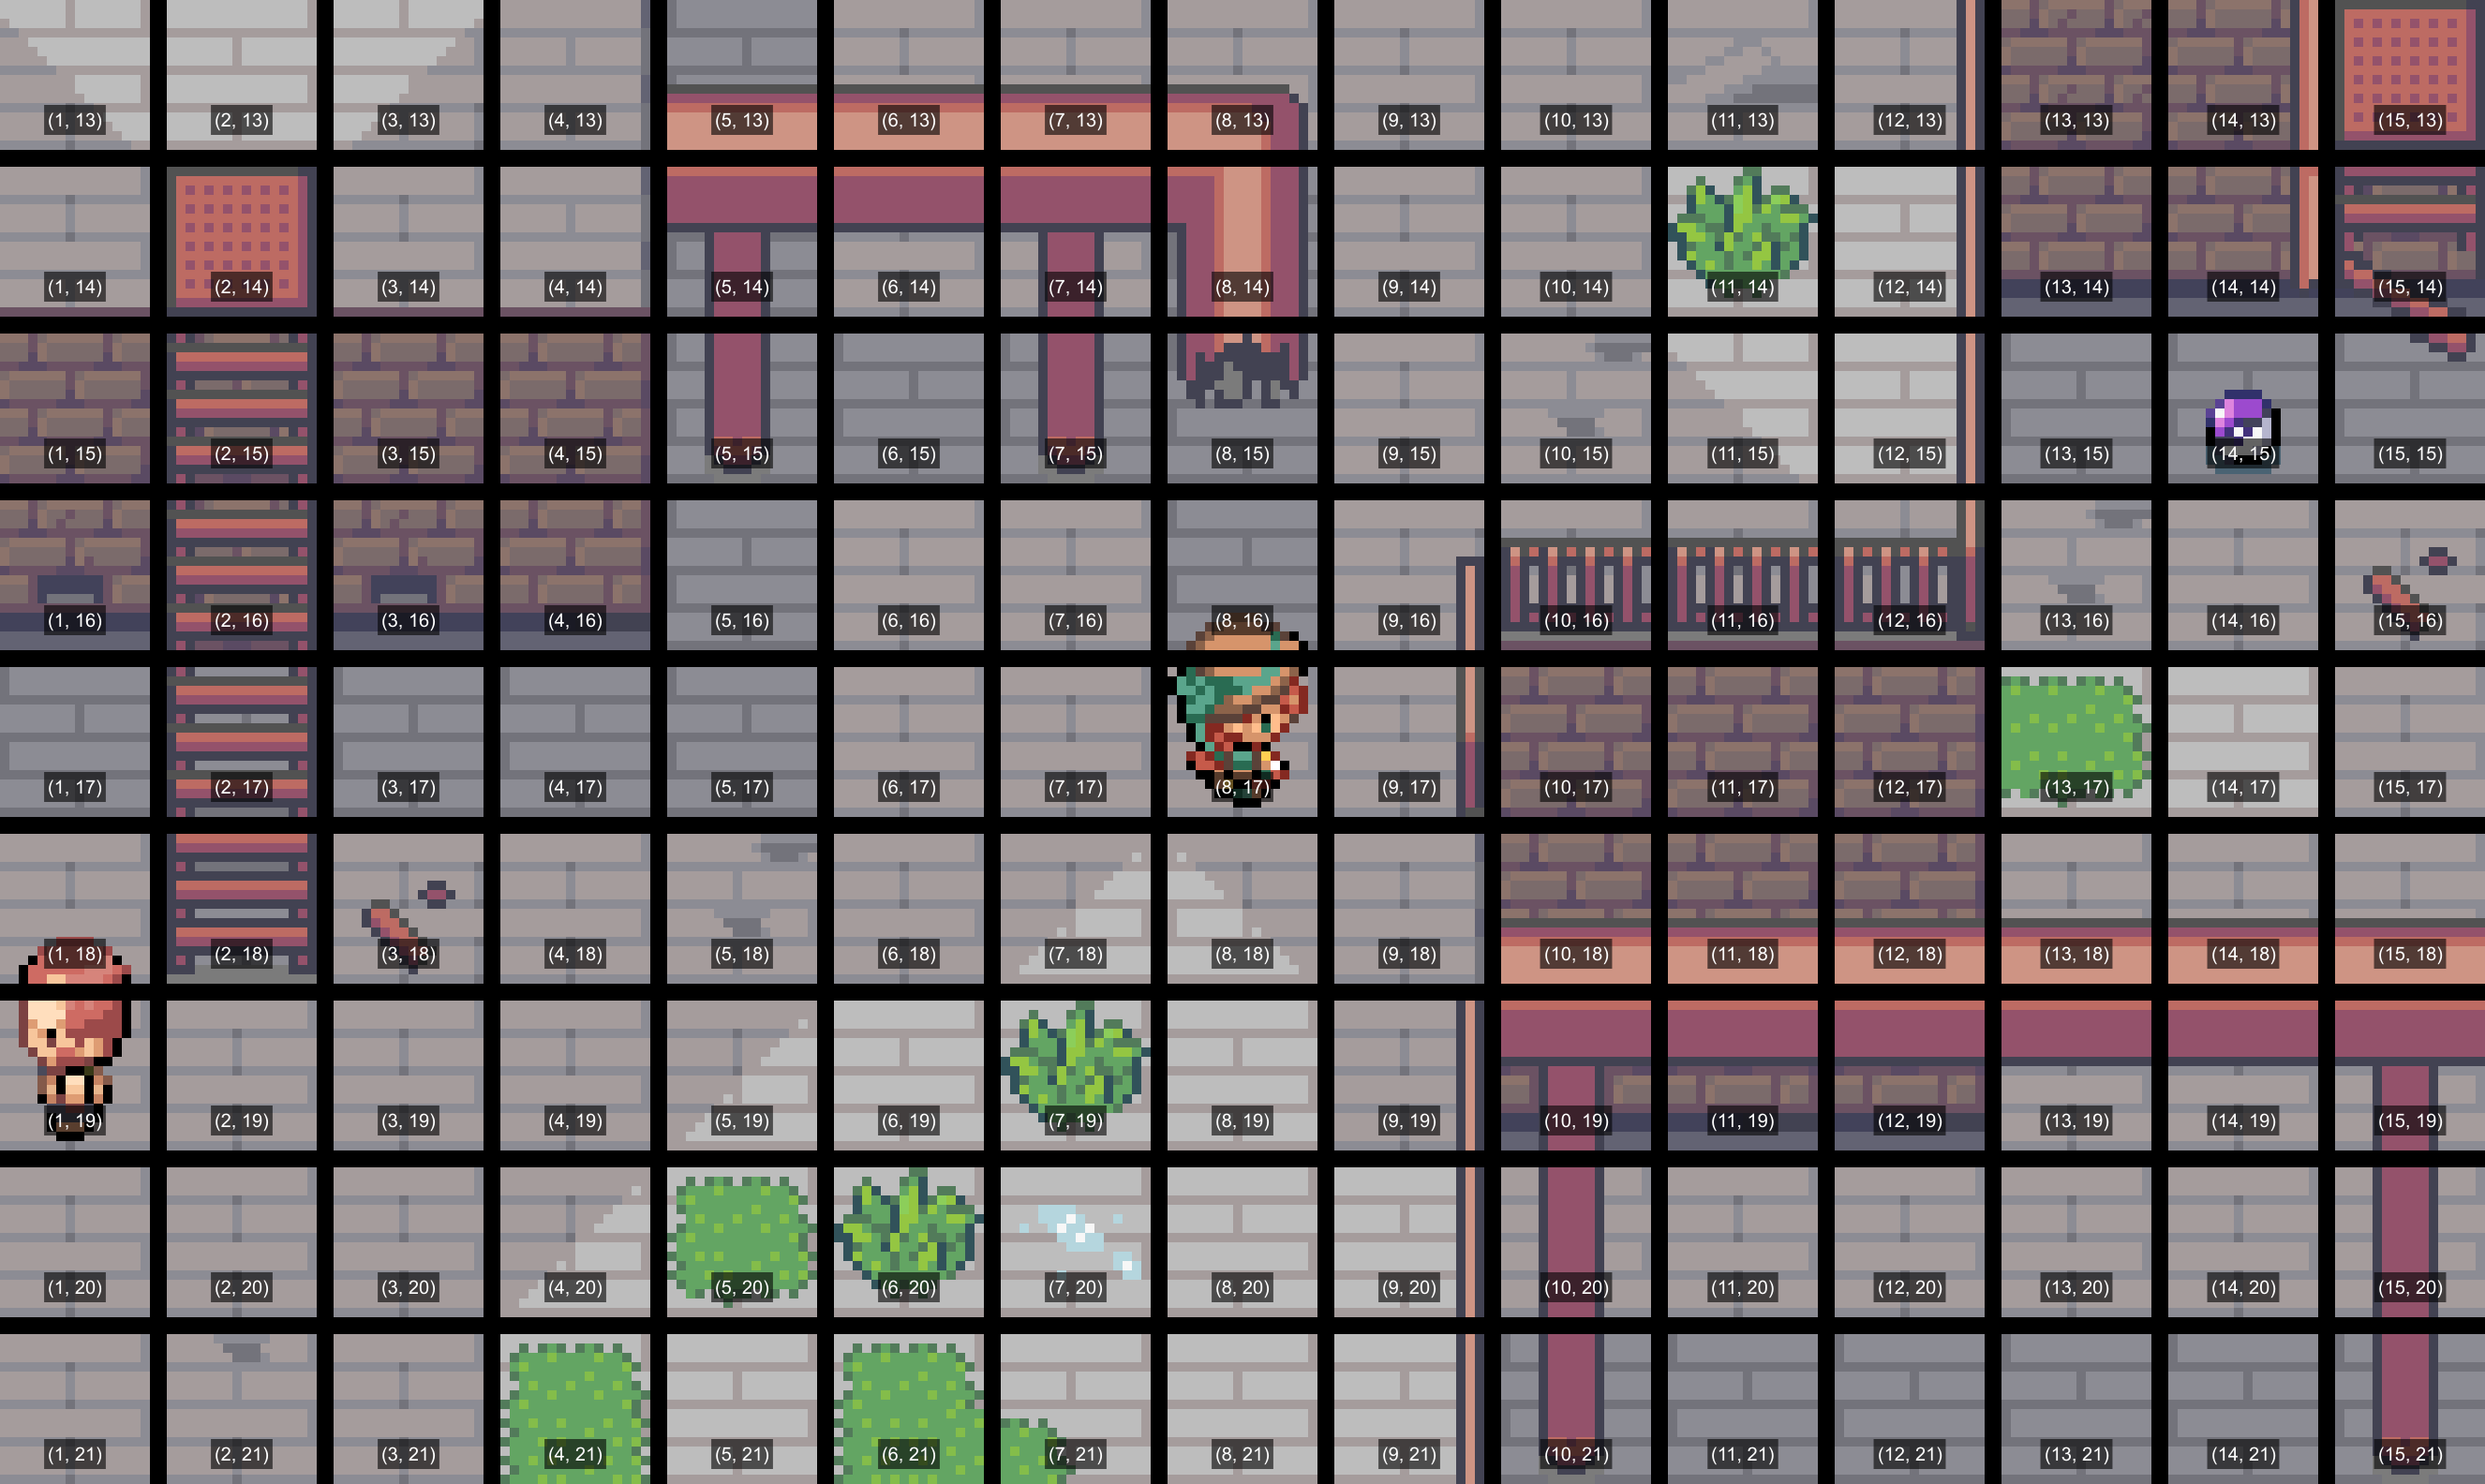 (1, 13) (2, 13) (3, 13) (4, 13) (5, 13) (6, 13) (7, 13) (8, 13) (9, 13) (10, 13) (11, 13) (12, 13) (13, 13) (14, 13) (15, 13)
(1, 14) (2, 14) (3, 14) (4, 14) (5, 14) (6, 14) (7, 14) (8, 14) (9, 14) (10, 14) (11, 14) (12, 14) (13, 14) (14, 14) (15, 14)
(1, 15) (2, 15) (3, 15) (4, 15) (5, 15) (6, 15) (7, 15) (8, 15) (9, 15) (10, 15) (11, 15) (12, 15) (13, 15) (14, 15) (15, 15)
(1, 16) (2, 16) (3, 16) (4, 16) (5, 16) (6, 16) (7, 16) (8, 16) (9, 16) (10, 16) (11, 16) (12, 16) (13, 16) (14, 16) (15, 16)
(1, 17) (2, 17) (3, 17) (4, 17) (5, 17) (6, 17) (7, 17) (8, 17) (9, 17) (10, 17) (11, 17) (12, 17) (13, 17) (14, 17) (15, 17)
(1, 18) (2, 18) (3, 18) (4, 18) (5, 18) (6, 18) (7, 18) (8, 18) (9, 18) (10, 18) (11, 18) (12, 18) (13, 18) (14, 18) (15, 18)
(1, 19) (2, 19) (3, 19) (4, 19) (5, 19) (6, 19) (7, 19) (8, 19) (9, 19) (10, 19) (11, 19) (12, 19) (13, 19) (14, 19) (15, 19)
(1, 20) (2, 20) (3, 20) (4, 20) (5, 20) (6, 20) (7, 20) (8, 20) (9, 20) (10, 20) (11, 20) (12, 20) (13, 20) (14, 20) (15, 20)
(1, 21) (2, 21) (3, 21) (4, 21) (5, 21) (6, 21) (7, 21) (8, 21) (9, 21) (10, 21) (11, 21) (12, 21) (13, 21) (14, 21) (15, 21)